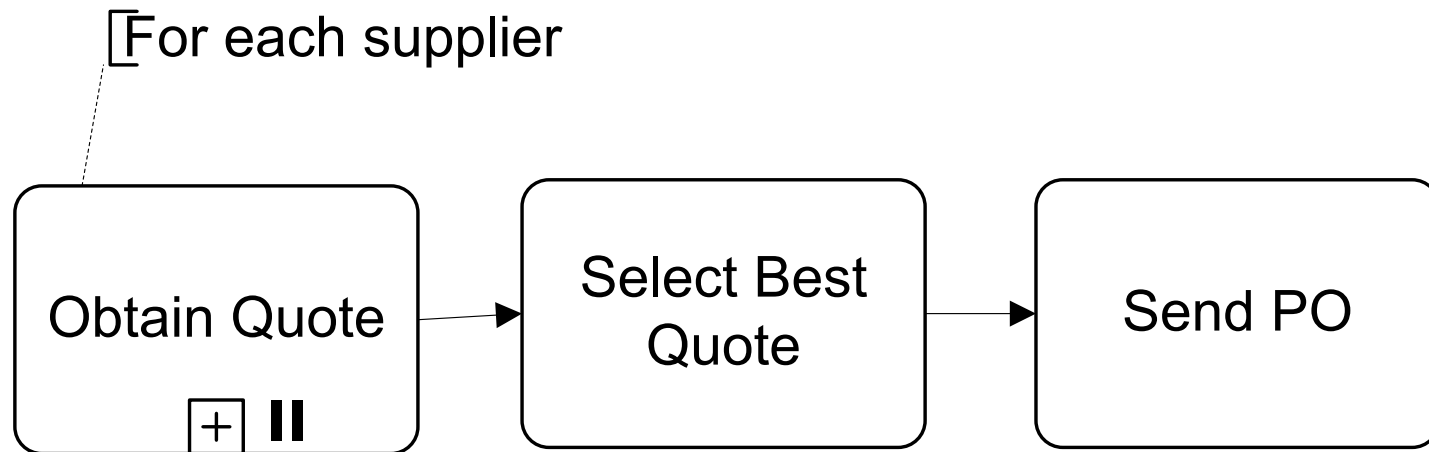 For each supplier
Obtain Quote
Select Best
Quote
Send PO